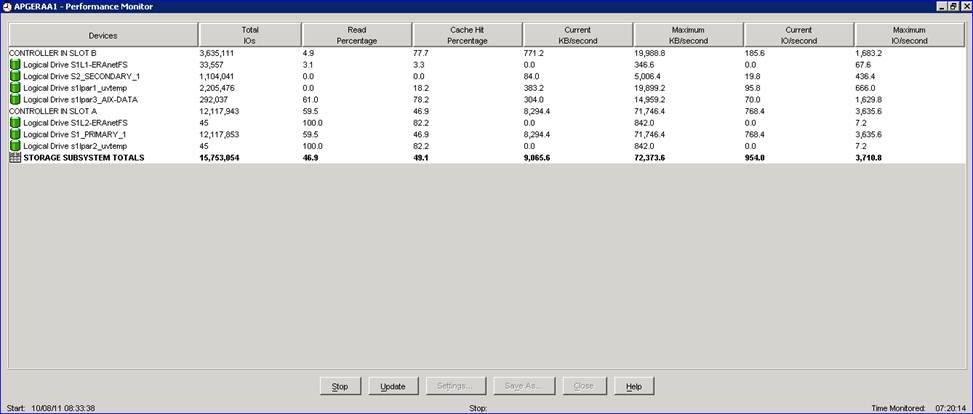 APGERAA1 - Performance Monitor
Devices Total IOs Read Percentage Cache Hit Percentage Current KB/second Maximum KB/second Current IO/second Maximum IO/second
CONTROLLER IN SLOT B 3,635,111 4.9 77.7 771.2 19,988.8 185.6 1,683.2
Logical Drive S1L1-ERAnetFS 33,557 3.1 3.3 0.0 346.6 0.0 67.6
Logical Drive S2_SECONDARY_1 1,104,041 0.0 0.0 84.0 5,006.4 19.8 436.4
Logical Drive s1lpar1_uvtemp 2,205,476 0.0 18.2 383.2 19,899.2 95.8 666.0
Logical Drive s1lpar3_AIX-DATA 292,037 61.0 78.2 304.0 14,959.2 70.0 1,629.8
CONTROLLER IN SLOT A 12,117,943 59.5 46.9 8,294.4 71,746.4 768.4 3,635.6
Logical Drive S1L2-ERAnetFS 45 100.0 82.2 0.0 842.0 0.0 7.2
Logical Drive S1_PRIMARY_1 12,117,853 59.5 46.9 8,294.4 71,746.4 768.4 3,635.6
Logical Drive s1lpar2_uvtemp 45 100.0 82.2 0.0 842.0 0.0 7.2
STORAGE SUBSYSTEM TOTALS 15,753,054 46.9 49.1 9,065.6 72,373.6 954.0 3,710.8
Stop Update Settings... Save As... Close Help
Start: 10/08/11 08:33:38 Stop: Time Monitored: 07:20:14